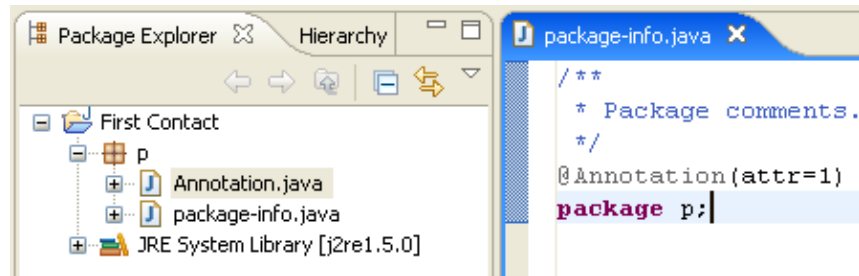 Package Explorer
Hierarchy
First Contact
p
Annotation.java
package-info.java
JRE System Library [j2re1.5.0]
package-info.java
/**
 * Package comments.
 */
@Annotation(attr=1)
package p;